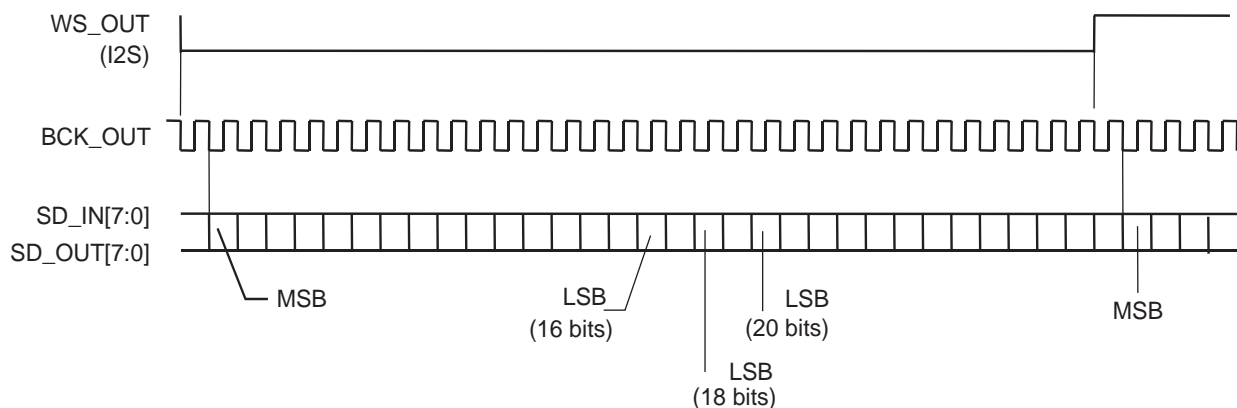 WS_OUT
(I2S)
BCK_OUT
SD_IN[7:0]
SD_OUT[7:0]
MSB
LSB
(16 bits)
LSB
(20 bits)
MSB
LSB
(18 bits)